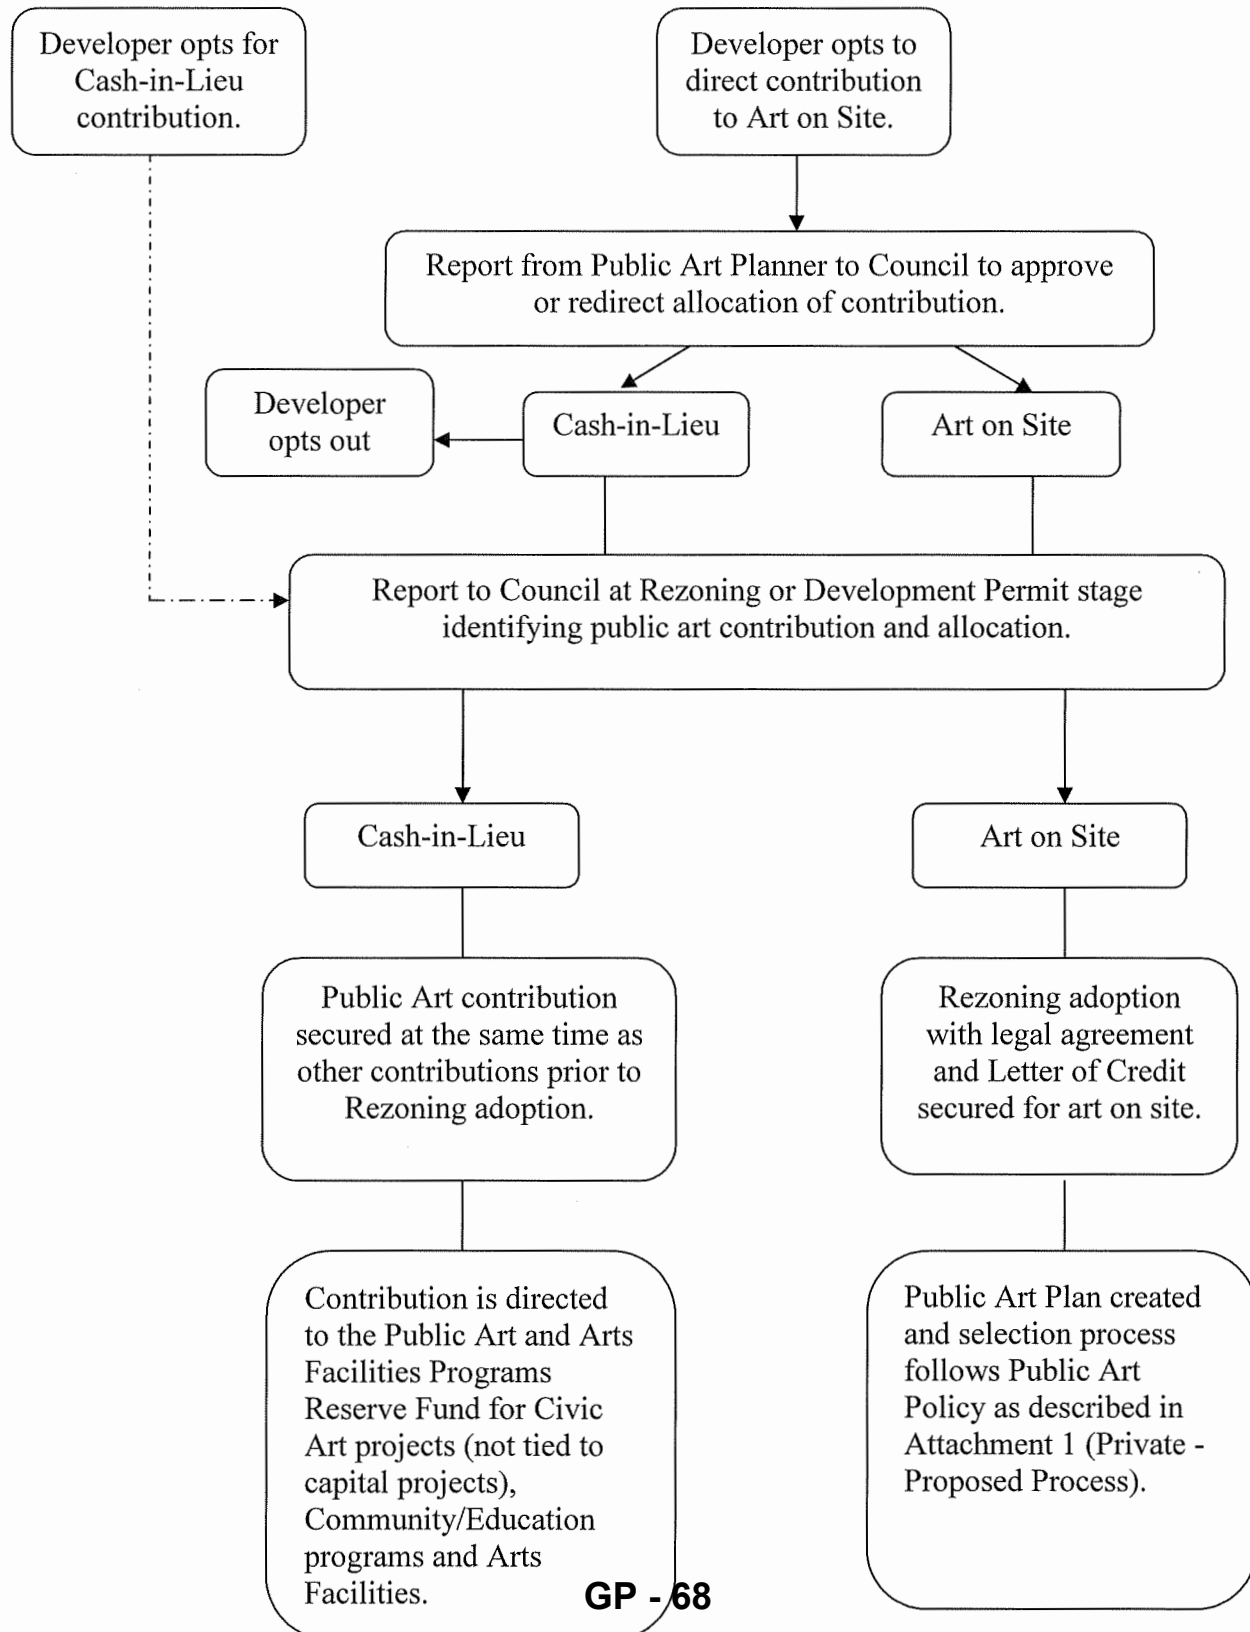 Developer opts for
Cash-in-Lieu
contribution.
Developer opts to
direct contribution
to Art on Site.
Report from Public Art Planner to Council to approve
or redirect allocation of contribution.
Developer
opts out
Cash-in-Lieu
Art on Site
Report to Council at Rezoning or Development Permit stage
identifying public art contribution and allocation.
Cash-in-Lieu
Art on Site
Public Art contribution
secured at the same time as
other contributions prior to
Rezoning adoption.
Rezoning adoption
with legal agreement
and Letter of Credit
secured for art on site.
Contribution is directed
to the Public Art and Arts
Facilities Programs
Reserve Fund for Civic
Art projects (not tied to
capital projects),
Community/Education
programs and Arts
Facilities.
Public Art Plan created
and selection process
follows Public Art
Policy as described in
Attachment 1 (Private -
Proposed Process).
GP - 68